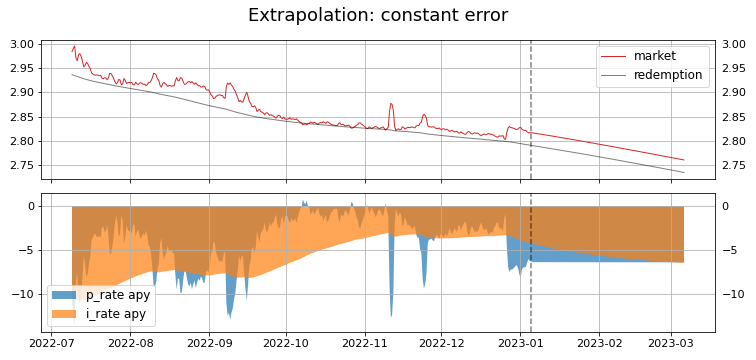 Extrapolation: constant error
3.00 3.00
market
2.95 2.95
redemption
2.90 2.90
2.85 2.85
2.80 2.80
2.75 2.75
0 0
−5 −5
p_rate apy
−10 −10
i_rate apy
2022-07 2022-08 2022-09 2022-10 2022-11 2022-12 2023-01 2023-02 2023-03